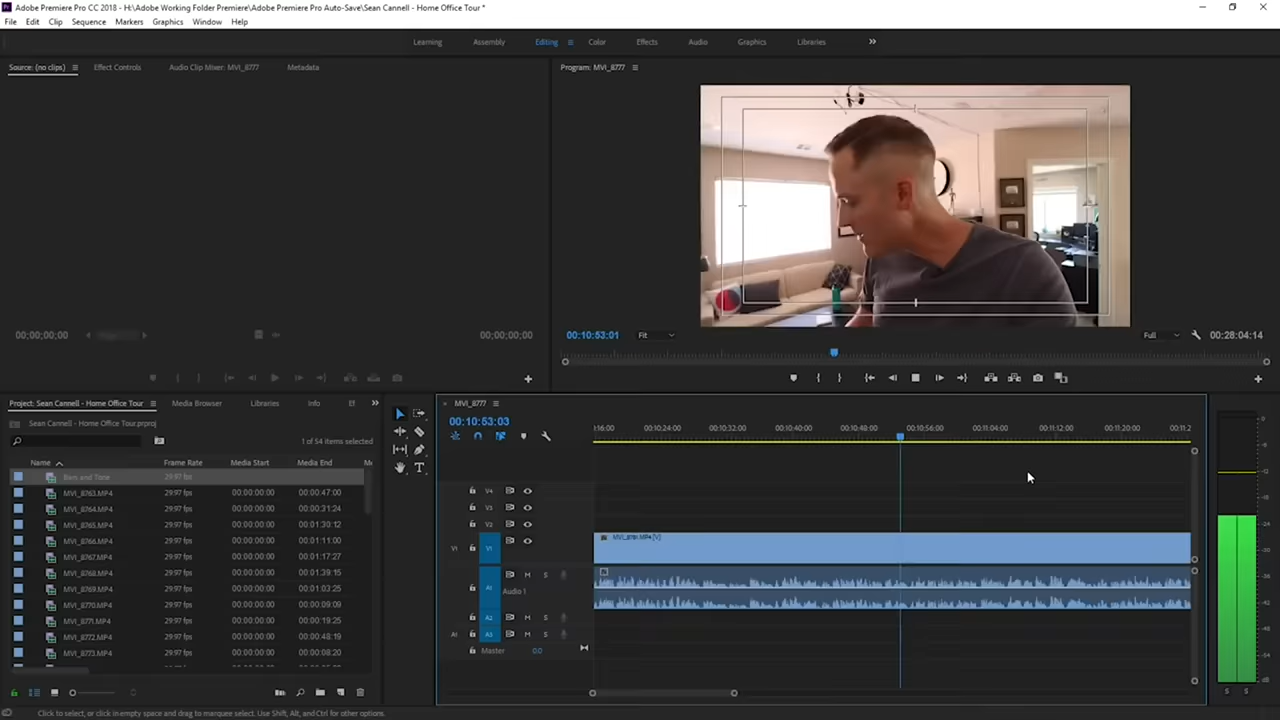 Adobe Premiere Pro CC 2018 - H:\Adobe Working Folder Premiere\Adobe Premiere Pro Auto-Save\Sean Cannell - Home Office Tour *
File Edit Clip Sequence Markers Graphics Window Help
Learning Assembly Editing Color Effects Audio Graphics Libraries
Source: (no clips) Effect Controls Audio Clip Mixer: MVI_8777 Metadata Program: MVI_8777
00;00;00;00 00;00;00;00 00:10:53:01 Fit Full 00:28:04:14
Project: Sean Cannell - Home Office Tour Media Browser Libraries Info
Sean Cannell - Home Office Tour.prproj
1 of 54 items selected
Name Frame Rate Media Start Media End
Bars and Tone 29.97 fps
MVI_8763.MP4 29.97 fps 00:00:00:00 00:00:47:00
MVI_8764.MP4 29.97 fps 00:00:00:00 00:00:31:24
MVI_8765.MP4 29.97 fps 00:00:00:00 00:01:30:12
MVI_8766.MP4 29.97 fps 00:00:00:00 00:01:11:00
MVI_8767.MP4 29.97 fps 00:00:00:00 00:01:17:27
MVI_8768.MP4 29.97 fps 00:00:00:00 00:01:39:15
MVI_8769.MP4 29.97 fps 00:00:00:00 00:01:03:25
MVI_8770.MP4 29.97 fps 00:00:00:00 00:00:09:09
MVI_8771.MP4 29.97 fps 00:00:00:00 00:00:19:25
MVI_8772.MP4 29.97 fps 00:00:00:00 00:00:48:19
MVI_8773.MP4 29.97 fps 00:00:00:00
MVI_8777
00:10:53:03
:16:00 00:10:24:00 00:10:32:00 00:10:40:00 00:10:48:00 00:10:56:00 00:11:04:00 00:11:12:00 00:11:20:00 00:11:2
V4
V3
V2
V1 V1
A1 M S
Audio 1
A2 M S
A1 A3 M S
Master 0.0
0
S S
Click to select, or click in empty space and drag to marquee select. Use Shift, Alt, and Ctrl for other options.